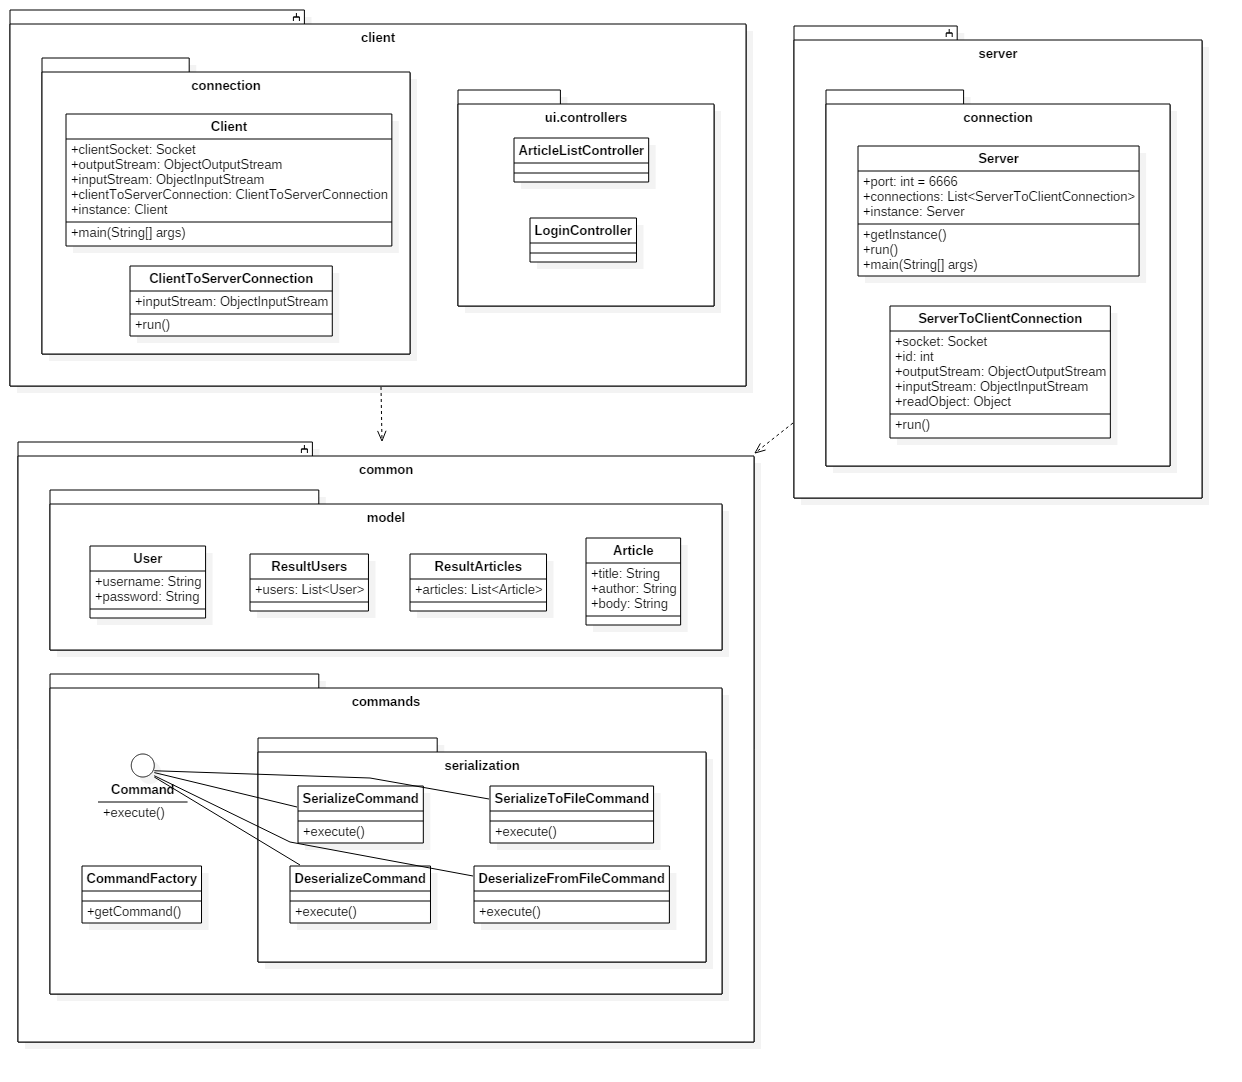 client
connection
Client
+clientSocket: Socket
+outputStream: ObjectOutputStream
+inputStream: ObjectInputStream
+clientToServerConnection: ClientToServerConnection
+instance: Client
+main(String[] args)
ClientToServerConnection
+inputStream: ObjectInputStream
+run()
ui.controllers
ArticleListController
LoginController
server
connection
Server
+port: int = 6666
+connections: List<ServerToClientConnection>
+instance: Server
+getInstance()
+run()
+main(String[] args)
ServerToClientConnection
+socket: Socket
+id: int
+outputStream: ObjectOutputStream
+inputStream: ObjectInputStream
+readObject: Object
+run()
common
model
User
+username: String
+password: String
ResultUsers
+users: List<User>
ResultArticles
+articles: List<Article>
Article
+title: String
+author: String
+body: String
commands
Command
+execute()
CommandFactory
+getCommand()
serialization
SerializeCommand
+execute()
SerializeToFileCommand
+execute()
DeserializeCommand
+execute()
DeserializeFromFileCommand
+execute()